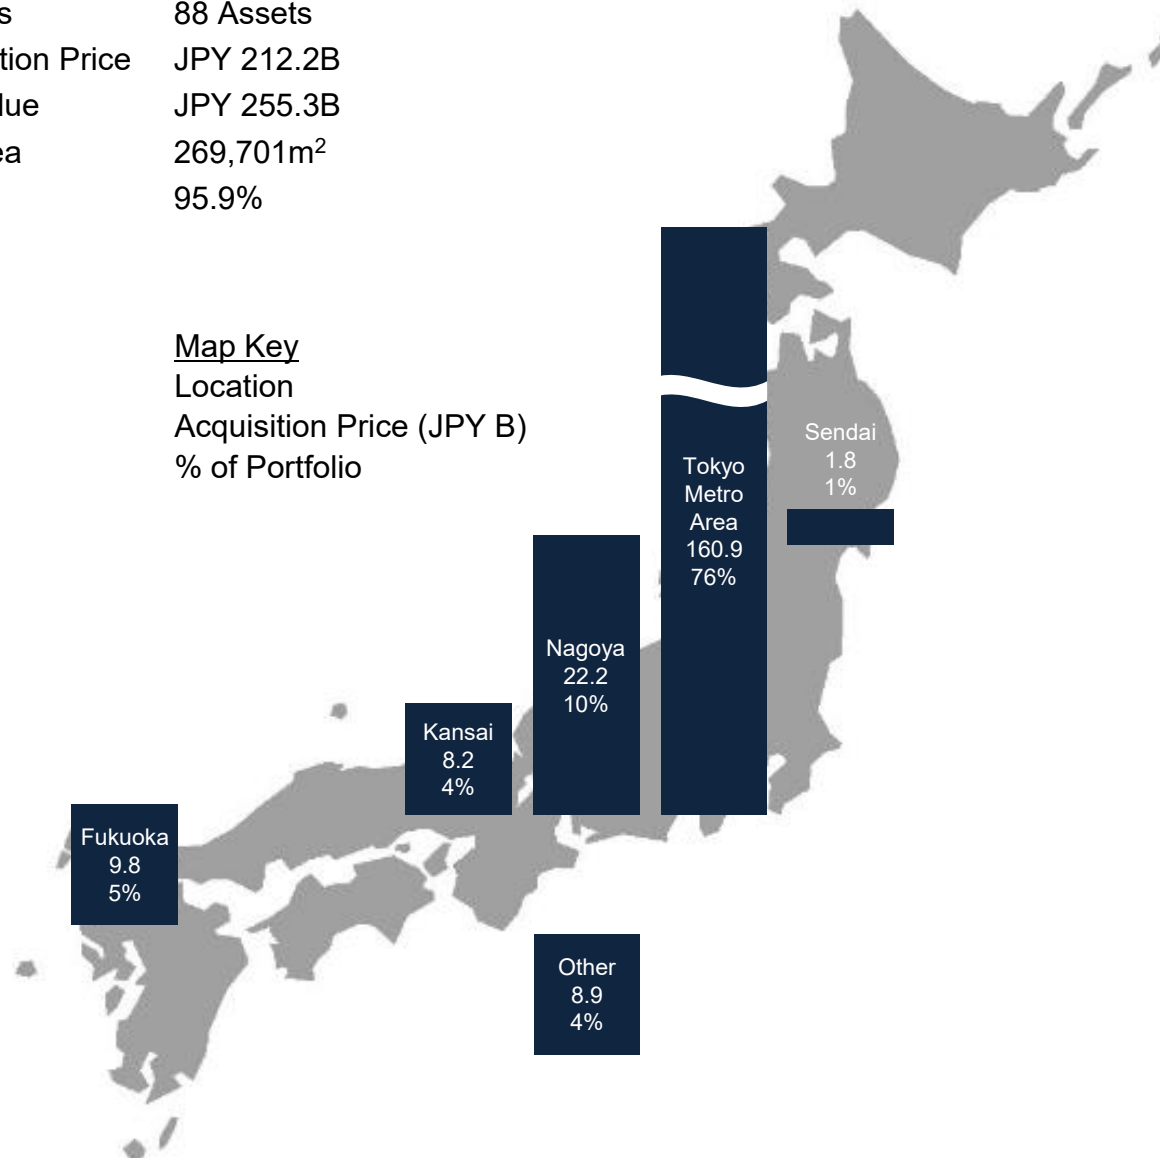 88 Assets
tion Price JPY 212.2B
lue JPY 255.3B
ea 269,701m²
95.9%
Map Key
Location
Acquisition Price (JPY B)
% of Portfolio
Sendai
1.8
1%
Tokyo
Metro
Area
160.9
76%
Nagoya
22.2
10%
Kansai
8.2
4%
Fukuoka
9.8
5%
Other
8.9
4%